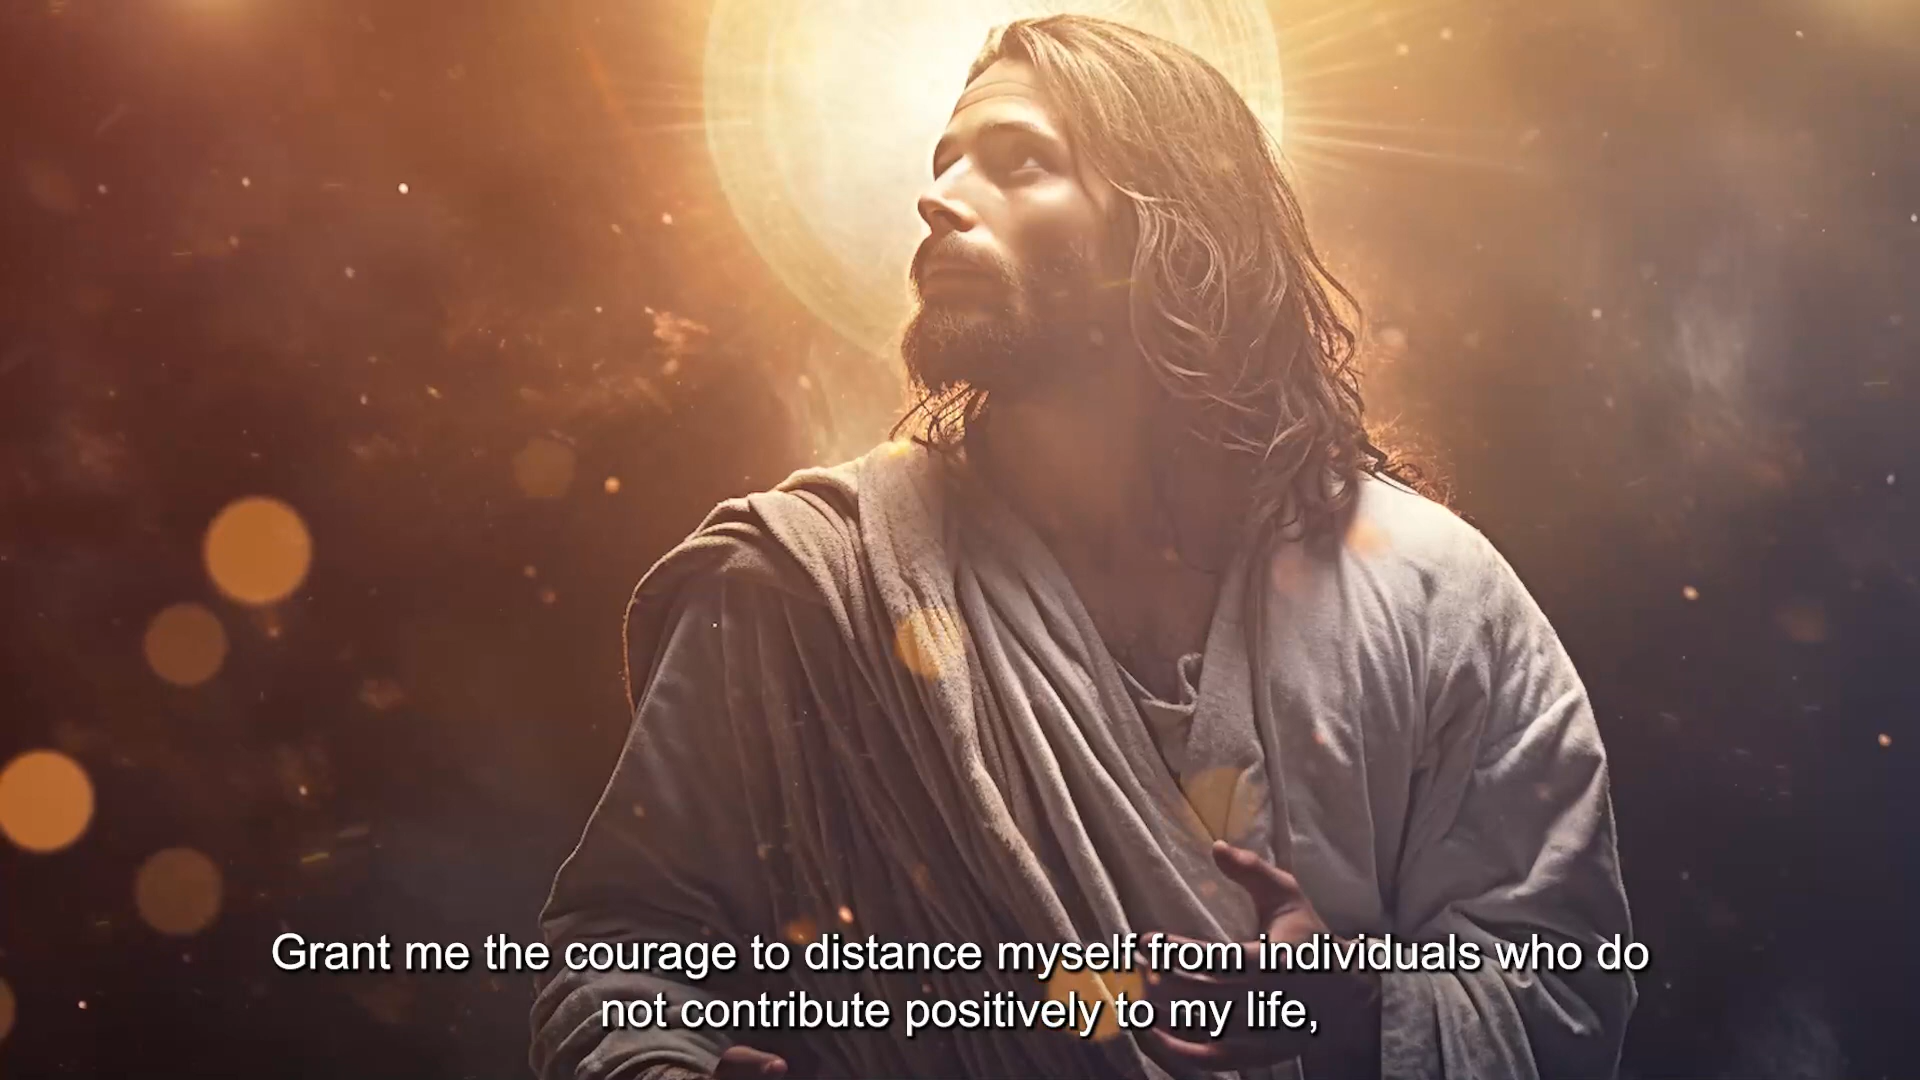 Grant me the courage to distance myself from individuals who do
not contribute positively to my life,